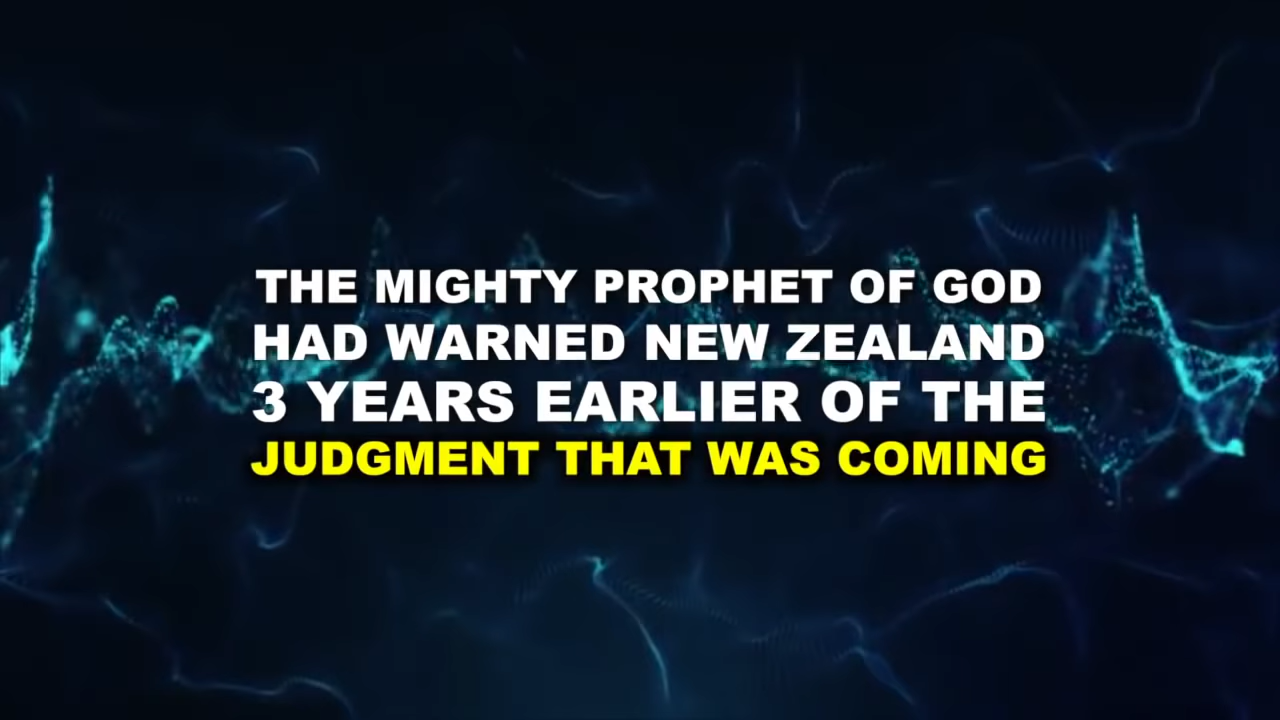 THE MIGHTY PROPHET OF GOD
HAD WARNED NEW ZEALAND
3 YEARS EARLIER OF THE
JUDGMENT THAT WAS COMING